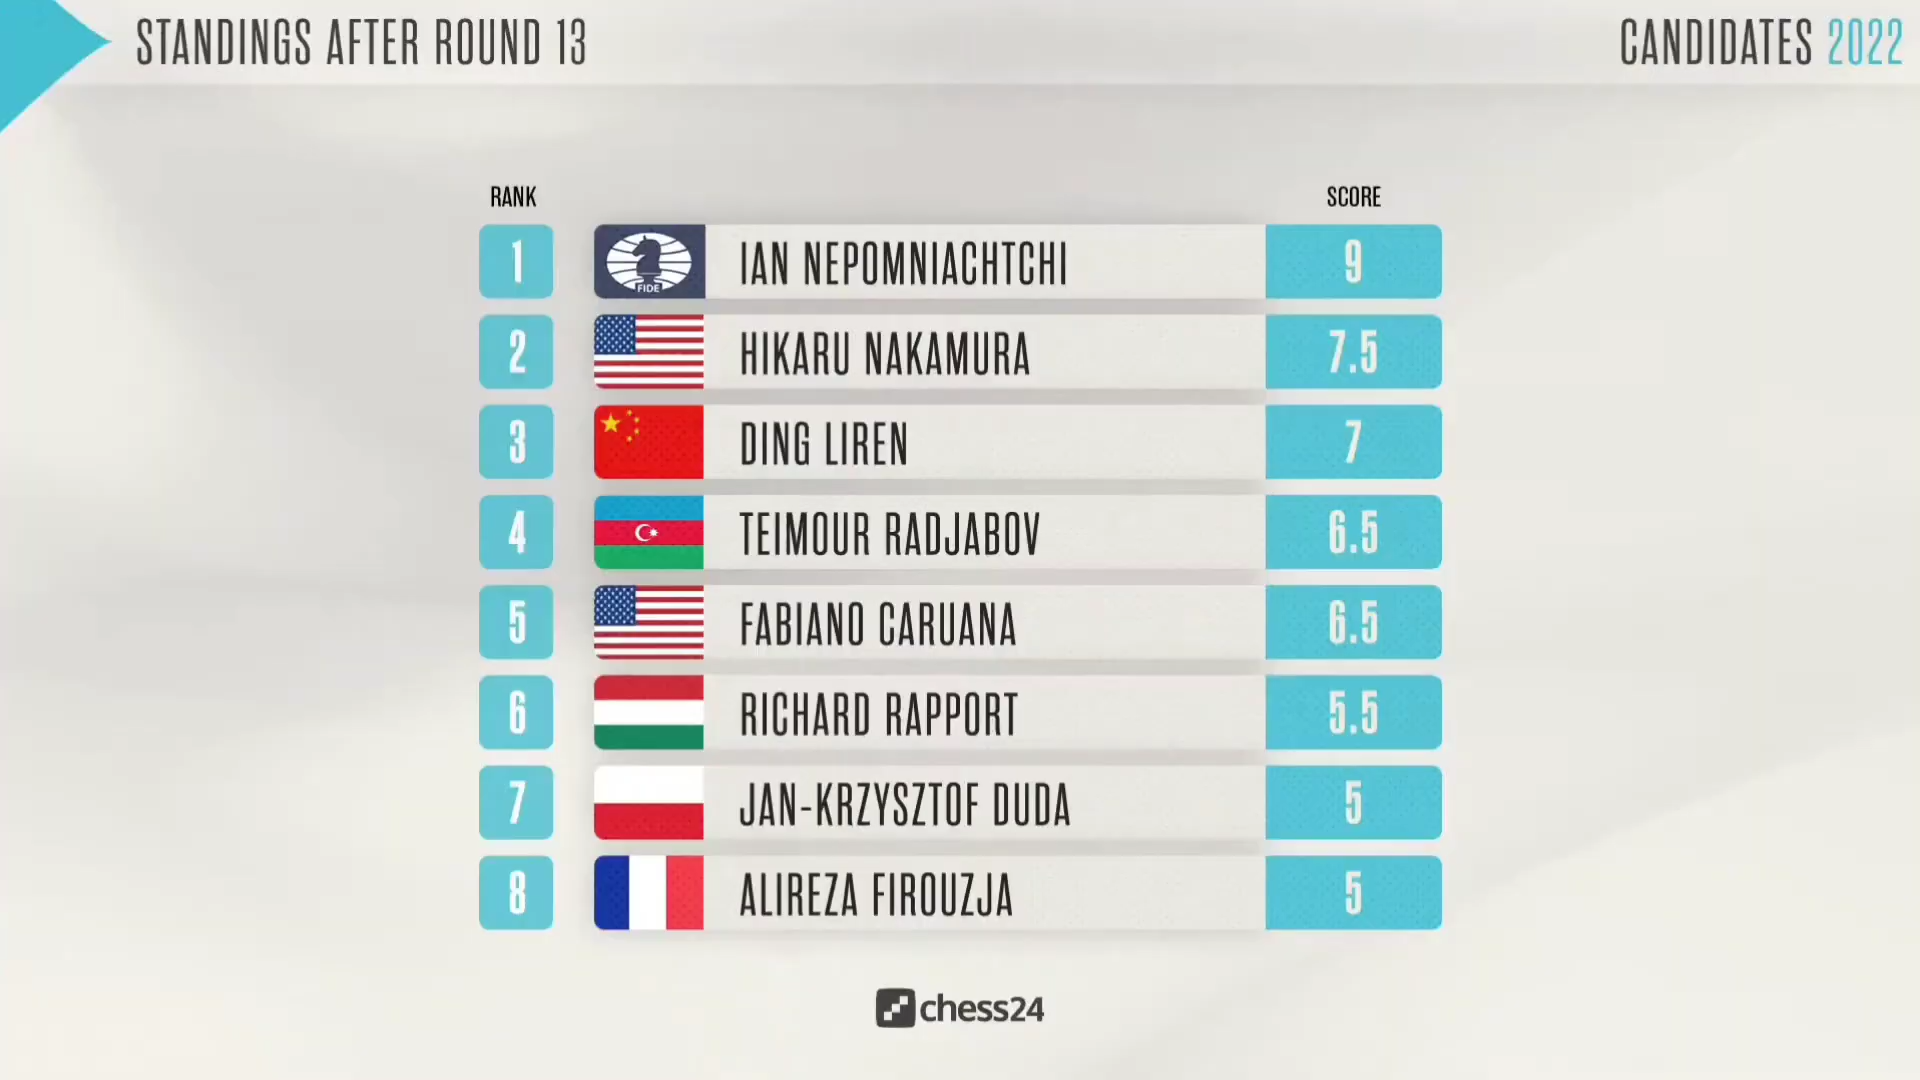 STANDINGS AFTER ROUND 13
CANDIDATES 2022
RANK SCORE
1 FIDE IAN NEPOMNIACHTCHI 9
2 HIKARU NAKAMURA 7.5
3 DING LIREN 7
4 TEIMOUR RADJABOV 6.5
5 FABIANO CARUANA 6.5
6 RICHARD RAPPORT 5.5
7 JAN-KRZYSZTOF DUDA 5
8 ALIREZA FIROUZJA 5
chess24